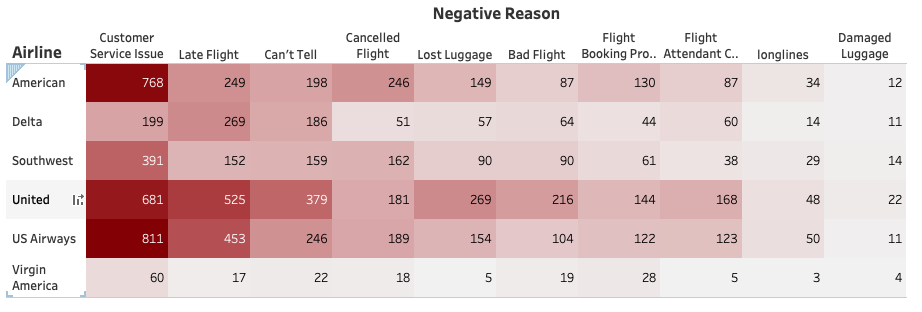 Negative Reason
Airline Customer Service Issue Late Flight Can't Tell Cancelled Flight Lost Luggage Bad Flight Flight Booking Pro.. Flight Attendant C.. longlines Damaged Luggage
American 768 249 198 246 149 87 130 87 34 12
Delta 199 269 186 51 57 64 44 60 14 11
Southwest 391 152 159 162 90 90 61 38 29 14
United 681 525 379 181 269 216 144 168 48 22
US Airways 811 453 246 189 154 104 122 123 50 11
Virgin America 60 17 22 18 5 19 28 5 3 4